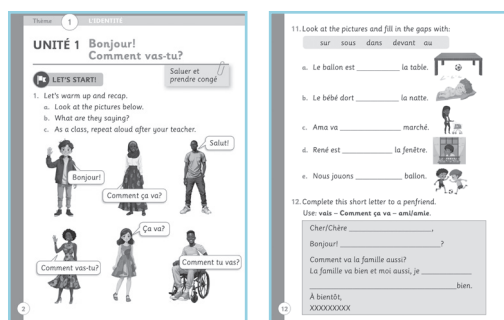 Thème 1 L'IDENTITÉ
UNITÉ 1 Bonjour!
Comment vas-tu?
LET'S START!
Saluer et
prendre congé
1. Let's warm up and recap.
a. Look at the pictures below.
b. What are they saying?
c. As a class, repeat aloud after your teacher.
Salut!
Bonjour!
Comment ça va?
Ça va?
Comment vas-tu?
Comment tu vas?
2
11. Look at the pictures and fill in the gaps with:
sur sous dans devant au
a. Le ballon est __________ la table.
b. Le bébé dort __________ la natte.
c. Ama va __________ marché.
d. René est __________ la fenêtre.
e. Nous jouons __________ ballon.
12. Complete this short letter to a penfriend.
Use: vais – Comment ça va – ami/amie.
Cher/Chère __________,
Bonjour! __________?
Comment va la famille aussi?
La famille va bien et moi aussi, je __________
__________bien.
À bientôt,
XXXXXXXXX
12